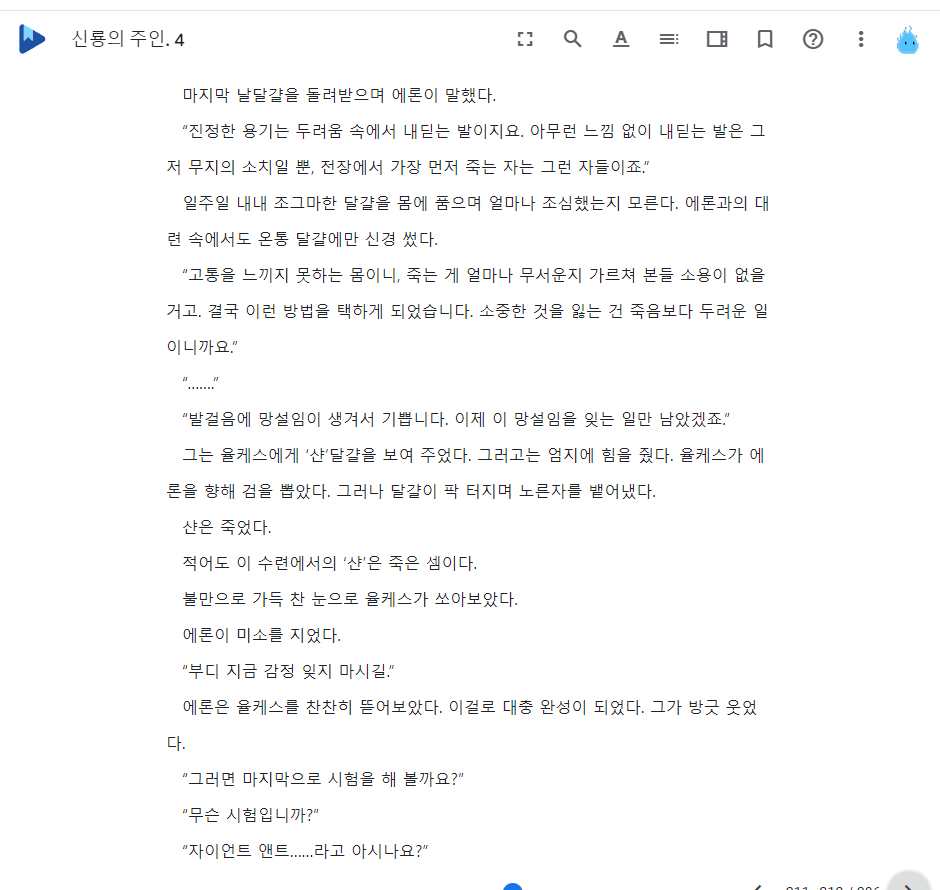 신룡의 주인. 4
마지막 날달걀을 돌려받으며 에론이 말했다.
“진정한 용기는 두려움 속에서 내딛는 발이지요. 아무런 느낌 없이 내딛는 발은 그
저 무지의 소치일 뿐, 전장에서 가장 먼저 죽는 자는 그런 자들이죠.”
일주일 내내 조그마한 달걀을 몸에 품으며 얼마나 조심했는지 모른다. 에론과의 대
련 속에서도 온통 달걀에만 신경 썼다.
“고통을 느끼지 못하는 몸이니, 죽는 게 얼마나 무서운지 가르쳐 본들 소용이 없을
거고. 결국 이런 방법을 택하게 되었습니다. 소중한 것을 잃는 건 죽음보다 두려운 일
이니까요.”
“…….”
“발걸음에 망설임이 생겨서 기쁩니다. 이제 이 망설임을 잊는 일만 남았겠죠.”
그는 율케스에게 ‘샨’달걀을 보여 주었다. 그러고는 엄지에 힘을 줬다. 율케스가 에
론을 향해 검을 뽑았다. 그러나 달걀이 팍 터지며 노른자를 뱉어냈다.
샨은 죽었다.
적어도 이 수련에서의 ‘샨’은 죽은 셈이다.
불만으로 가득 찬 눈으로 율케스가 쏘아보았다.
에론이 미소를 지었다.
“부디 지금 감정 잊지 마시길.”
에론은 율케스를 찬찬히 뜯어보았다. 이걸로 대충 완성이 되었다. 그가 방긋 웃었
다.
“그러면 마지막으로 시험을 해 볼까요?”
“무슨 시험입니까?”
“자이언트 앤트……라고 아시나요?”